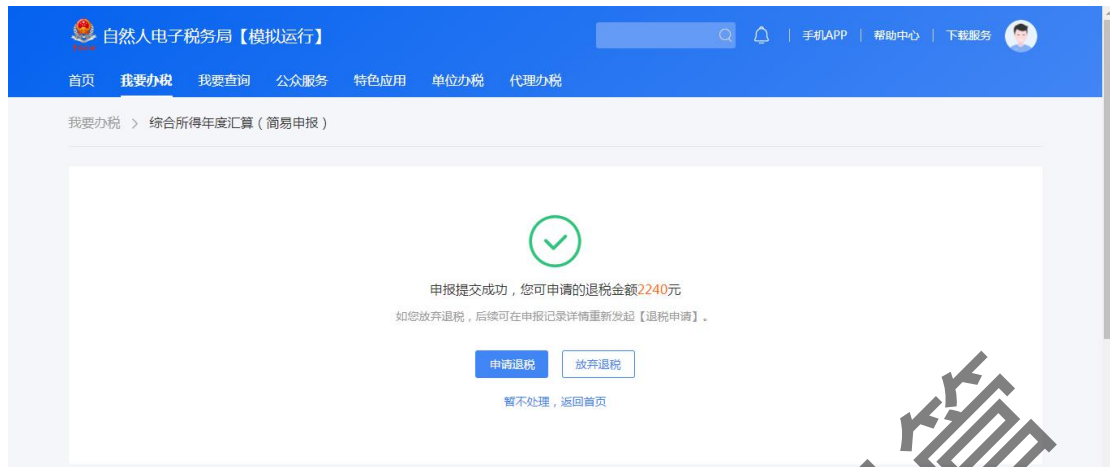 自然人电子税务局【模拟运行】
手机APP | 帮助中心 | 下载服务
首页 我要办税 我要查询 公众服务 特色应用 单位办税 代理办税
我要办税 > 综合所得年度汇算（简易申报）
申报提交成功，您可申请的退税金额2240元
如您放弃退税，后续可在申报记录详情重新发起【退税申请】。
申请退税 放弃退税
暂不处理，返回首页